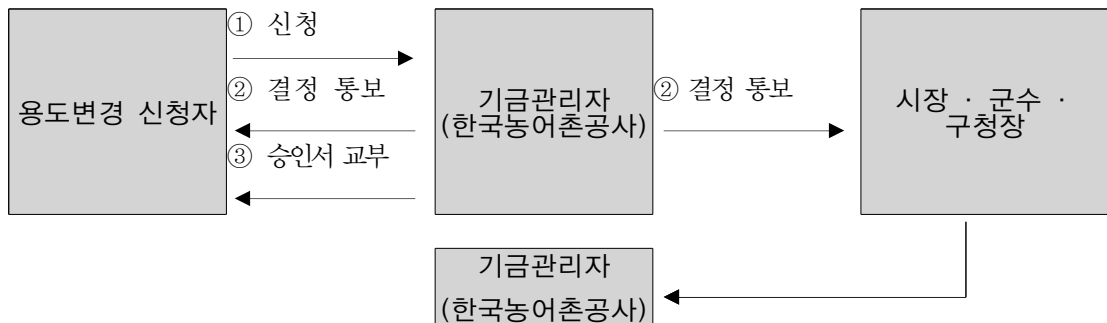 ① 신청
용도변경 신청자
② 결정 통보
③ 승인서 교부
기금관리자
(한국농어촌공사)
② 결정 통보
시장 · 군수 ·
구청장
기금관리자
(한국농어촌공사)